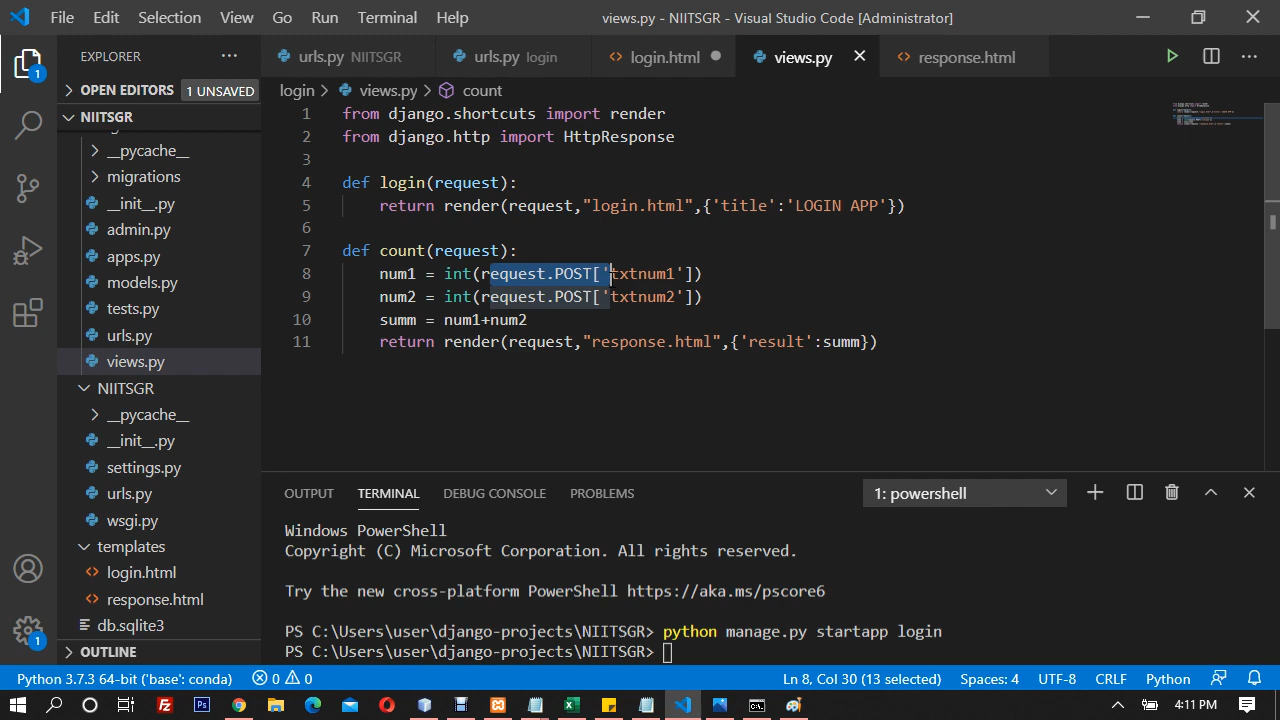 File Edit Selection View Go Run Terminal Help views.py - NIITSGR - Visual Studio Code [Administrator]
EXPLORER
urls.py NIITSGR urls.py login login.html views.py response.html
OPEN EDITORS 1 UNSAVED
login > views.py > count
NIITSGR
__pycache__
migrations
__init__.py
admin.py
apps.py
models.py
tests.py
urls.py
views.py
NIITSGR
__pycache__
__init__.py
settings.py
urls.py
wsgi.py
templates
login.html
response.html
db.sqlite3
OUTLINE
1 from django.shortcuts import render
2 from django.http import HttpResponse
3
4 def login(request):
5 return render(request,"login.html",{'title':'LOGIN APP'})
6
7 def count(request):
8 num1 = int(request.POST['txtnum1'])
9 num2 = int(request.POST['txtnum2'])
10 summ = num1+num2
11 return render(request,"response.html",{'result':summ})
OUTPUT TERMINAL DEBUG CONSOLE PROBLEMS 1: powershell
Windows PowerShell
Copyright (C) Microsoft Corporation. All rights reserved.
Try the new cross-platform PowerShell https://aka.ms/pscore6
PS C:\Users\user\django-projects\NIITSGR> python manage.py startapp login
PS C:\Users\user\django-projects\NIITSGR>
1
1
Python 3.7.3 64-bit ('base': conda) 0 0 Ln 8, Col 30 (13 selected) Spaces: 4 UTF-8 CRLF Python
4:11 PM